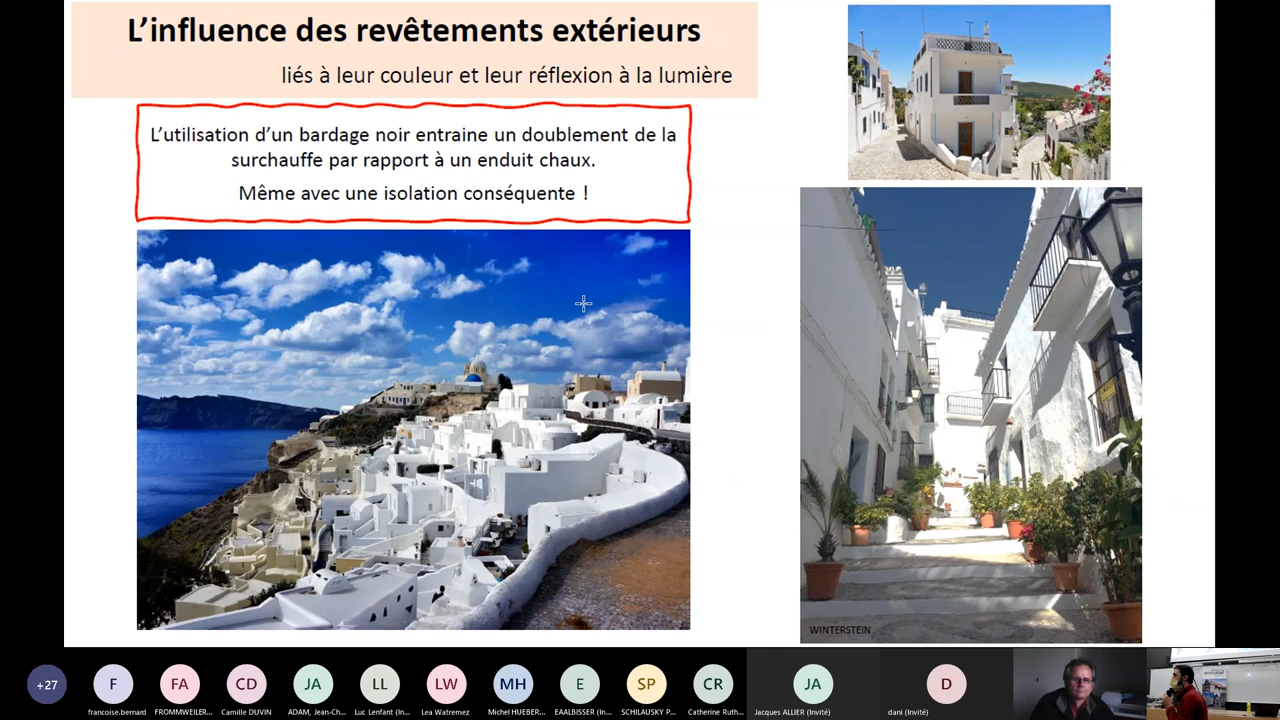 L’influence des revêtements extérieurs
liés à leur couleur et leur réflexion à la lumière
L’utilisation d’un bardage noir entraine un doublement de la
surchauffe par rapport à un enduit chaux.
Même avec une isolation conséquente !
WINTERSTEIN
+27
F
FA
CD
JA
LL
LW
MH
E
SP
CR
JA
D
francoise.bernard
FROMMWEILER...
Camille DUVIN
ADAM, Jean-Ch...
Luc Lenfant (In...
Lea Watremez
Michel HUEBER...
EAALBISSER (In...
SCHILAUSKY P...
Catherine Ruth...
Jacques ALLIER (Invité)
dani (Invité)